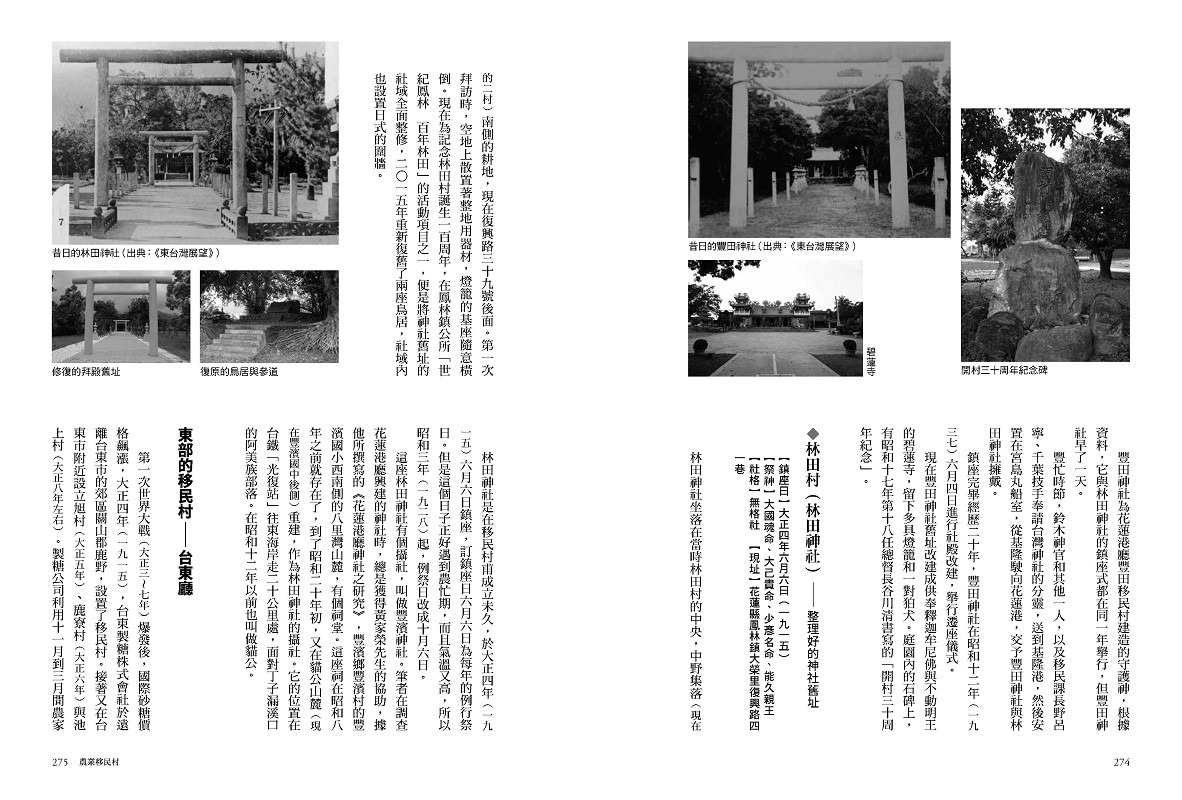 開村三十周年紀念碑
昔日的豐田神社（出典：《東台灣展望》）
碧蓮寺
豐田神社為花蓮港廳豐田移民村建造的守護神，根據
資料，它與林田神社的鎮座式都在同一年舉行，但豐田神
社早了一天。
豐忙時節，鈴木神官和其他一人，以及移民課長野呂
寧、千葉技手奉請台灣神社的分靈，送到基隆港，然後安
置在宮島丸船室，從基隆駛向花蓮港，交予豐田神社與林
田神社擁戴。
鎮座完畢經歷二十年，豐田神社在昭和十二年（一九
三七）六月四日進行社殿改建，舉行遷座儀式。
現在豐田神社舊址改建成供奉釋迦牟尼佛與不動明王
的碧蓮寺，留下多具燈籠和一對狛犬。庭園內的石碑上，
有昭和十七年第十八任總督長谷川清書寫的「開村三十周
年紀念」。
◆ 林田村（林田神社）——整理好的神社舊址
【鎮座日】大正四年六月六日（一九一五）
【祭神】大國魂命、大己貴命、少彥名命、能久親王
【社格】無格社　【現址】花蓮縣鳳林鎮大榮里復興路四
一巷
林田神社坐落在當時林田村的中央，中野集落（現在
274
的二村）南側的耕地，現在復興路三十九號後面。第一次
拜訪時，空地上散置著整地用器材，燈籠的基座隨意橫
倒。現在為記念林田村誕生一百周年，在鳳林鎮公所「世
紀鳳林　百年林田」的活動項目之一，便是將神社舊址的
社域全面整修，二〇一五年重新復舊了兩座鳥居，社域內
也設置日式的圍牆。
7
昔日的林田神社（出典：《東台灣展望》）
復原的鳥居與參道
修復的拜殿舊址
林田神社是在移民村甫成立未久，於大正四年（一九
一五）六月六日鎮座，訂鎮座日六月六日為每年的例行祭
日。但是這個日子正好遇到農忙期，而且氣溫又高，所以
昭和三年（一九二八）起，例祭日改成十月六日。
這座林田神社有個攝社，叫做豐濱神社。筆者在調查
花蓮港廳興建的神社時，總是獲得黃家榮先生的協助，據
他所撰寫的《花蓮港廳神社之研究》，豐濱鄉豐濱村的豐
濱國小西南側的八里灣山麓，有個祠堂。這座祠在昭和八
年之前就存在了，到了昭和二十年初，又在貓公山麓（現
在豐濱國中後側）重建，作為林田神社的攝社。它的位置在
台鐵「光復站」往東海岸走二十公里處，面對丁子漏溪口
的阿美族部落。在昭和十二年以前也叫做貓公。
東部的移民村——台東廳
第一次世界大戰（大正三～七年）爆發後，國際砂糖價
格飆漲，大正四年（一九一五），台東製糖株式會社於遠
離台東市的郊區關山郡鹿野，設置了移民村。接著又在台
東市附近設立旭村（大正五年）、鹿寮村（大正六年）與池
上村（大正八年左右）。製糖公司利用十一月到三月間農家
275 農業移民村